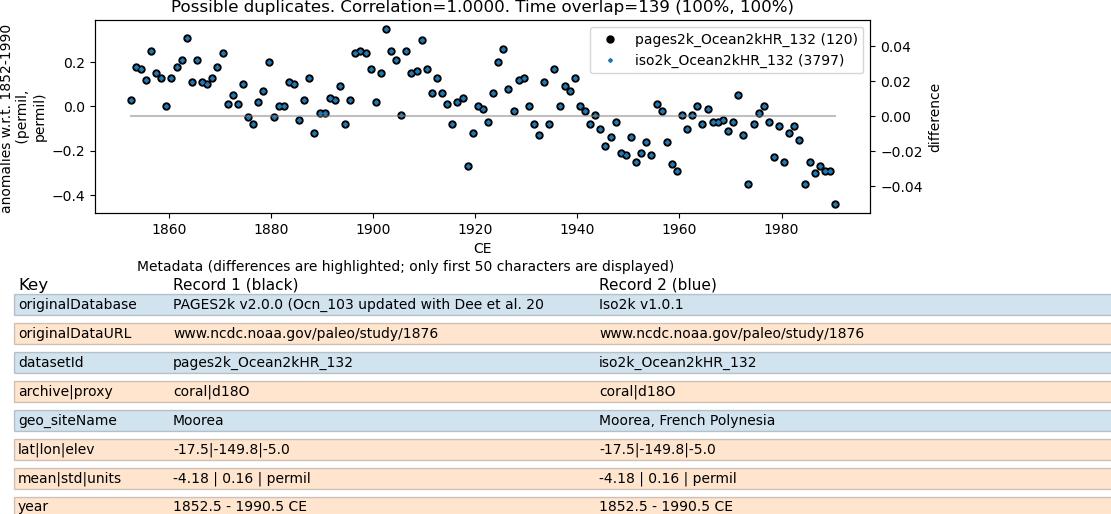 Possible duplicates. Correlation=1.0000. Time overlap=139 (100%, 100%)
anomalies w.r.t. 1852-1990
(permil,
permil)
0.2
0.0
−0.2
−0.4
pages2k_Ocean2kHR_132 (120)
iso2k_Ocean2kHR_132 (3797)
0.04
0.02
0.00
−0.02
−0.04
difference
1860 1880 1900 1920 1940 1960 1980
CE
Metadata (differences are highlighted; only first 50 characters are displayed)
Key Record 1 (black) Record 2 (blue)
originalDatabase PAGES2k v2.0.0 (Ocn_103 updated with Dee et al. 20 Iso2k v1.0.1
originalDataURL www.ncdc.noaa.gov/paleo/study/1876 www.ncdc.noaa.gov/paleo/study/1876
datasetId pages2k_Ocean2kHR_132 iso2k_Ocean2kHR_132
archive|proxy coral|d18O coral|d18O
geo_siteName Moorea Moorea, French Polynesia
lat|lon|elev -17.5|-149.8|-5.0 -17.5|-149.8|-5.0
mean|std|units -4.18 | 0.16 | permil -4.18 | 0.16 | permil
year 1852.5 - 1990.5 CE 1852.5 - 1990.5 CE